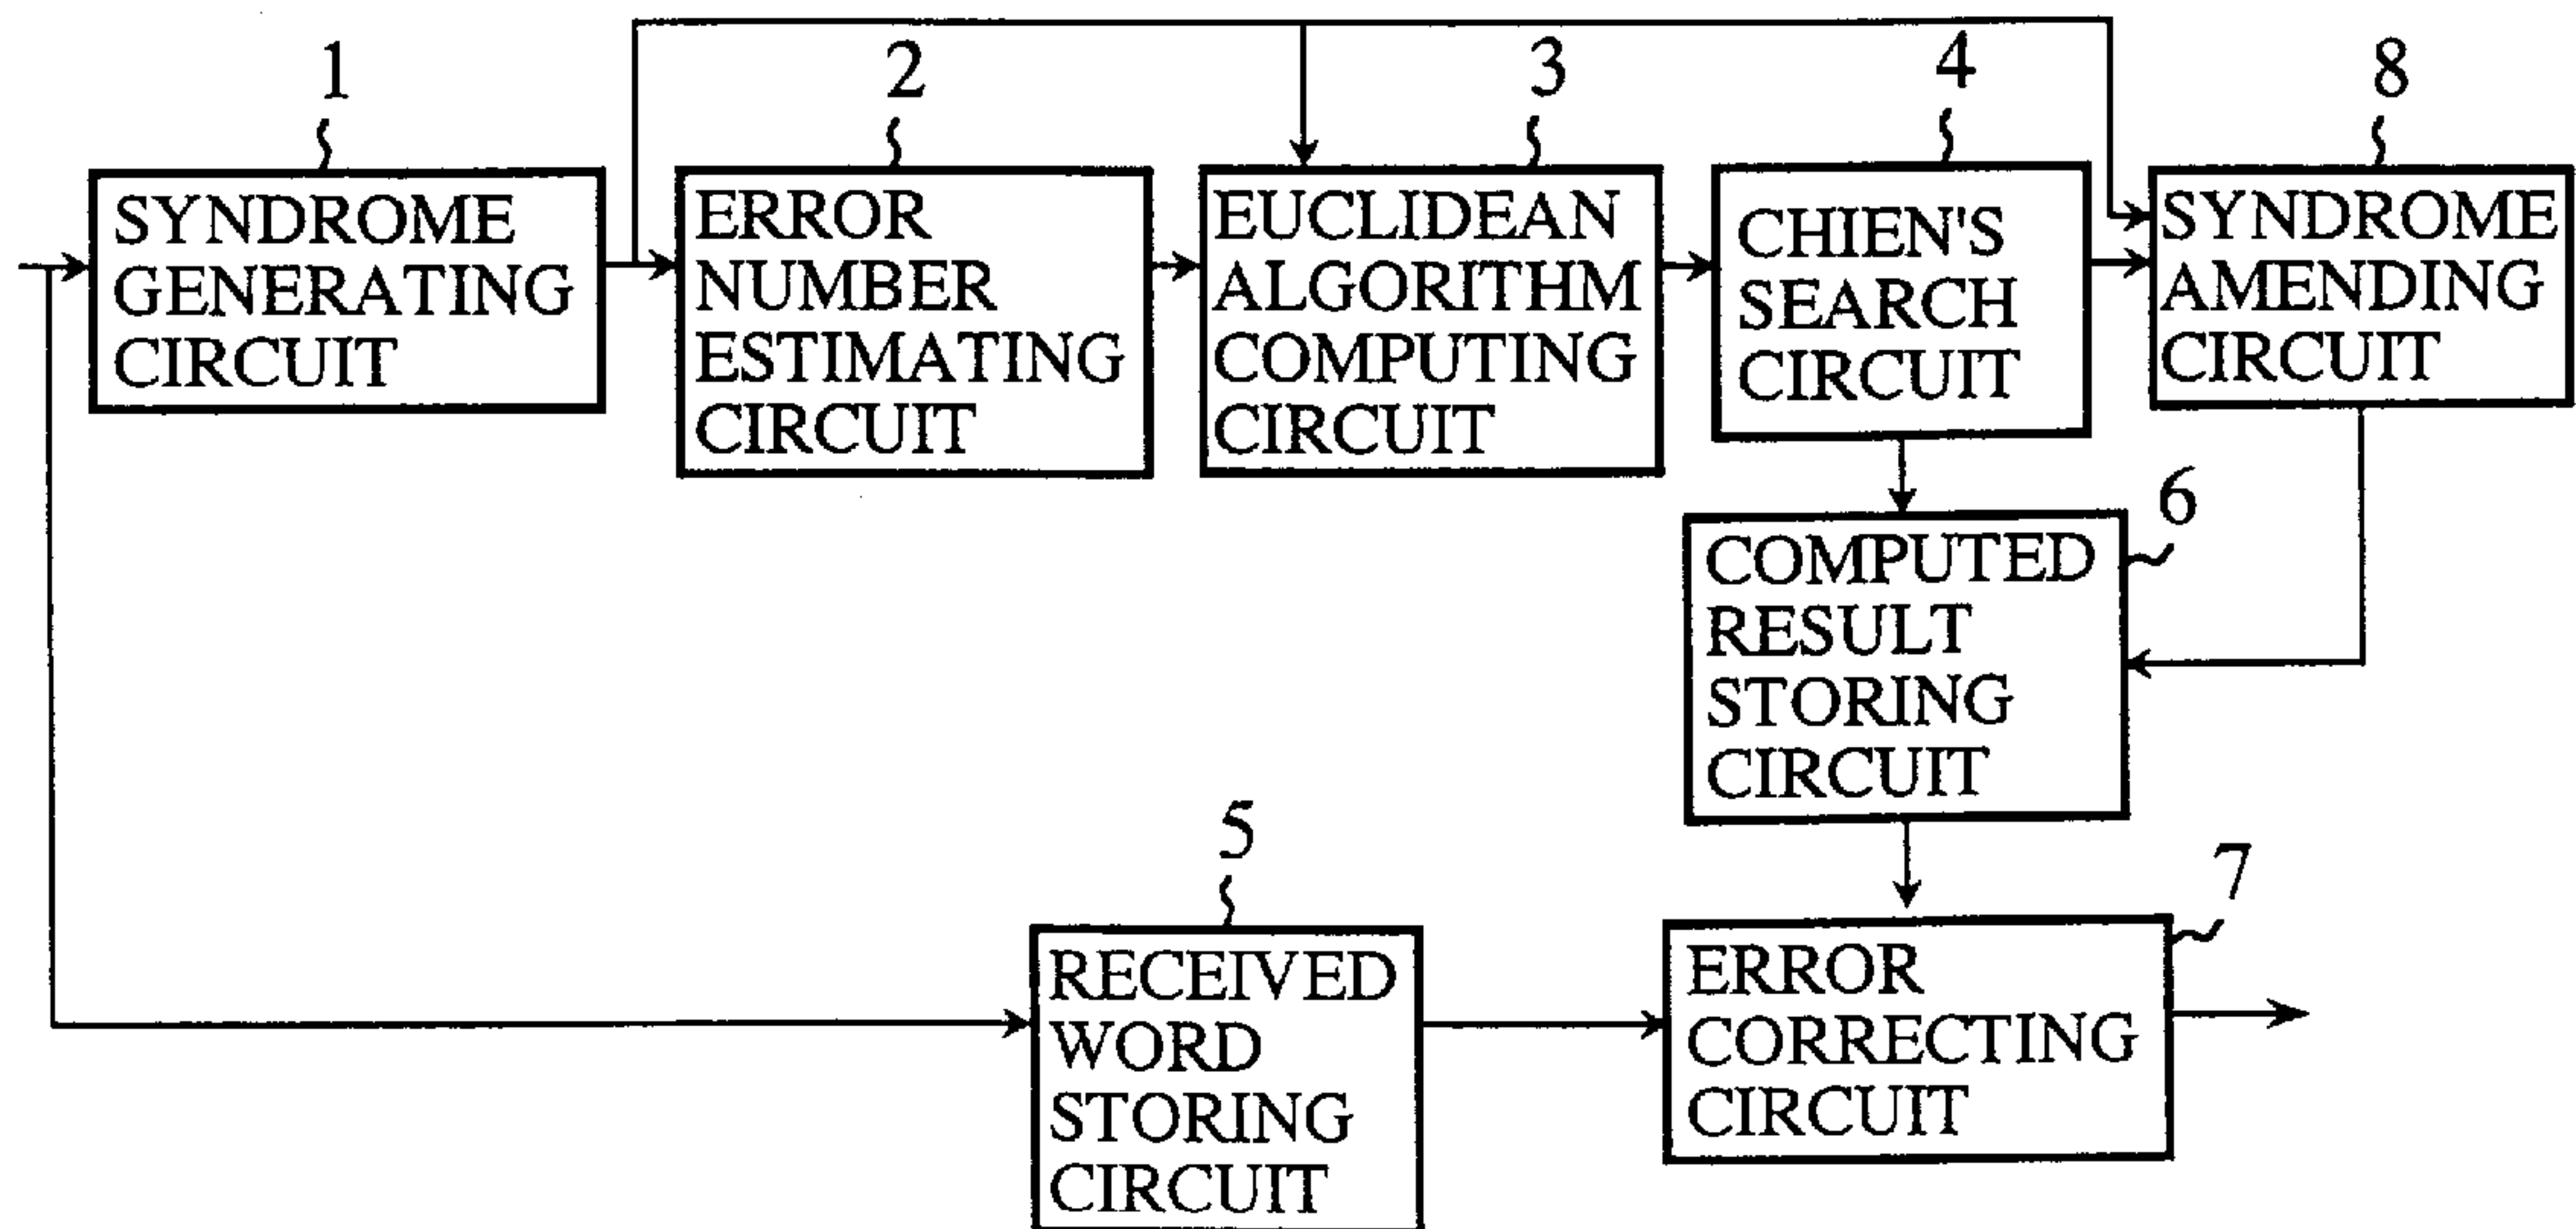 1
SYNDROME
GENERATING
CIRCUIT
2
ERROR
NUMBER
ESTIMATING
CIRCUIT
3
EUCLIDEAN
ALGORITHM
COMPUTING
CIRCUIT
4
CHIEN'S
SEARCH
CIRCUIT
8
SYNDROME
AMENDING
CIRCUIT
6
COMPUTED
RESULT
STORING
CIRCUIT
5
RECEIVED
WORD
STORING
CIRCUIT
7
ERROR
CORRECTING
CIRCUIT